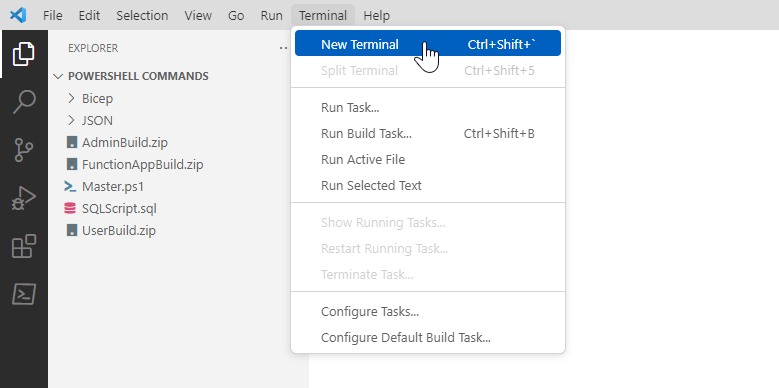 File Edit Selection View Go Run Terminal Help
EXPLORER
POWERSHELL COMMANDS
Bicep
JSON
AdminBuild.zip
FunctionAppBuild.zip
Master.ps1
SQLScript.sql
UserBuild.zip
New Terminal Ctrl+Shift+`
Split Terminal Ctrl+Shift+5
Run Task...
Run Build Task... Ctrl+Shift+B
Run Active File
Run Selected Text
Show Running Tasks...
Restart Running Task...
Terminate Task...
Configure Tasks...
Configure Default Build Task...